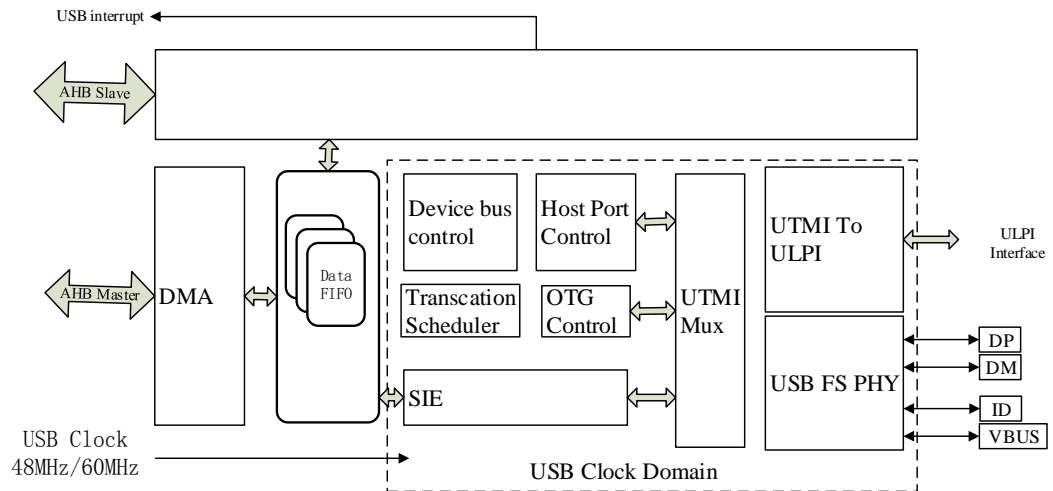 USB interrupt
AHB Slave
Device bus
control
Host Port
Control
UTMI To
ULPI
ULPI
Interface
Data
FIFO
AHB Master
DMA
Transcation
Scheduler
OTG
Control
UTMI
Mux
DP
USB FS PHY
DM
SIE
ID
VBUS
USB Clock
48MHz/60MHz
USB Clock Domain